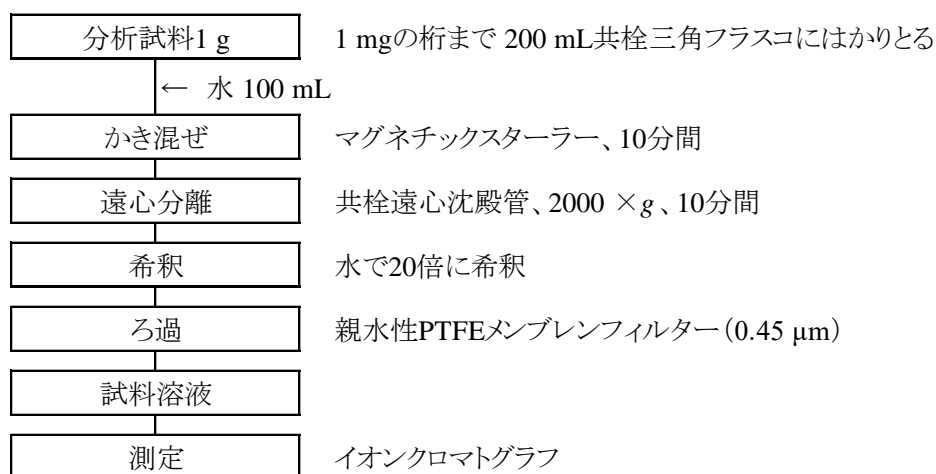 分析試料1 g 1 mgの桁まで 200 mL共栓三角フラスコにはかりとる
← 水 100 mL
かき混ぜ マグネチックスターラー、10分間
遠心分離 共栓遠心沈殿管、2000 ×g、10分間
希釈 水で20倍に希釈
ろ過 親水性PTFEメンブレンフィルター(0.45 µm)
試料溶液
測定 イオンクロマトグラフ